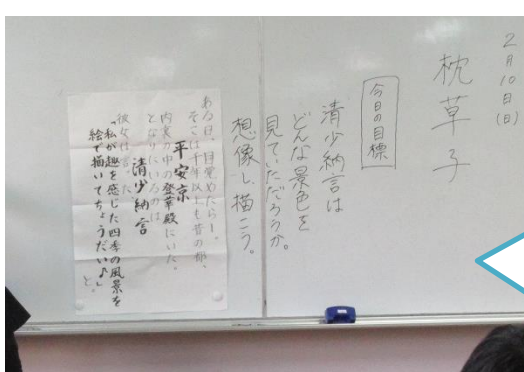 2月10日(日)
枕草子
今日の目標
清少納言は
どんな景色を
見ていただろうか。
想像し、描こう。
ある日、目覚めたらー。
そこは、千年以上も昔の都、
平安京
内裏の中の登華殿にいた。
となりにいるのは
清少納言
彼女は言った。
「私が趣を感じた四季の風景を
絵で描いてちょうだい♪」
と。